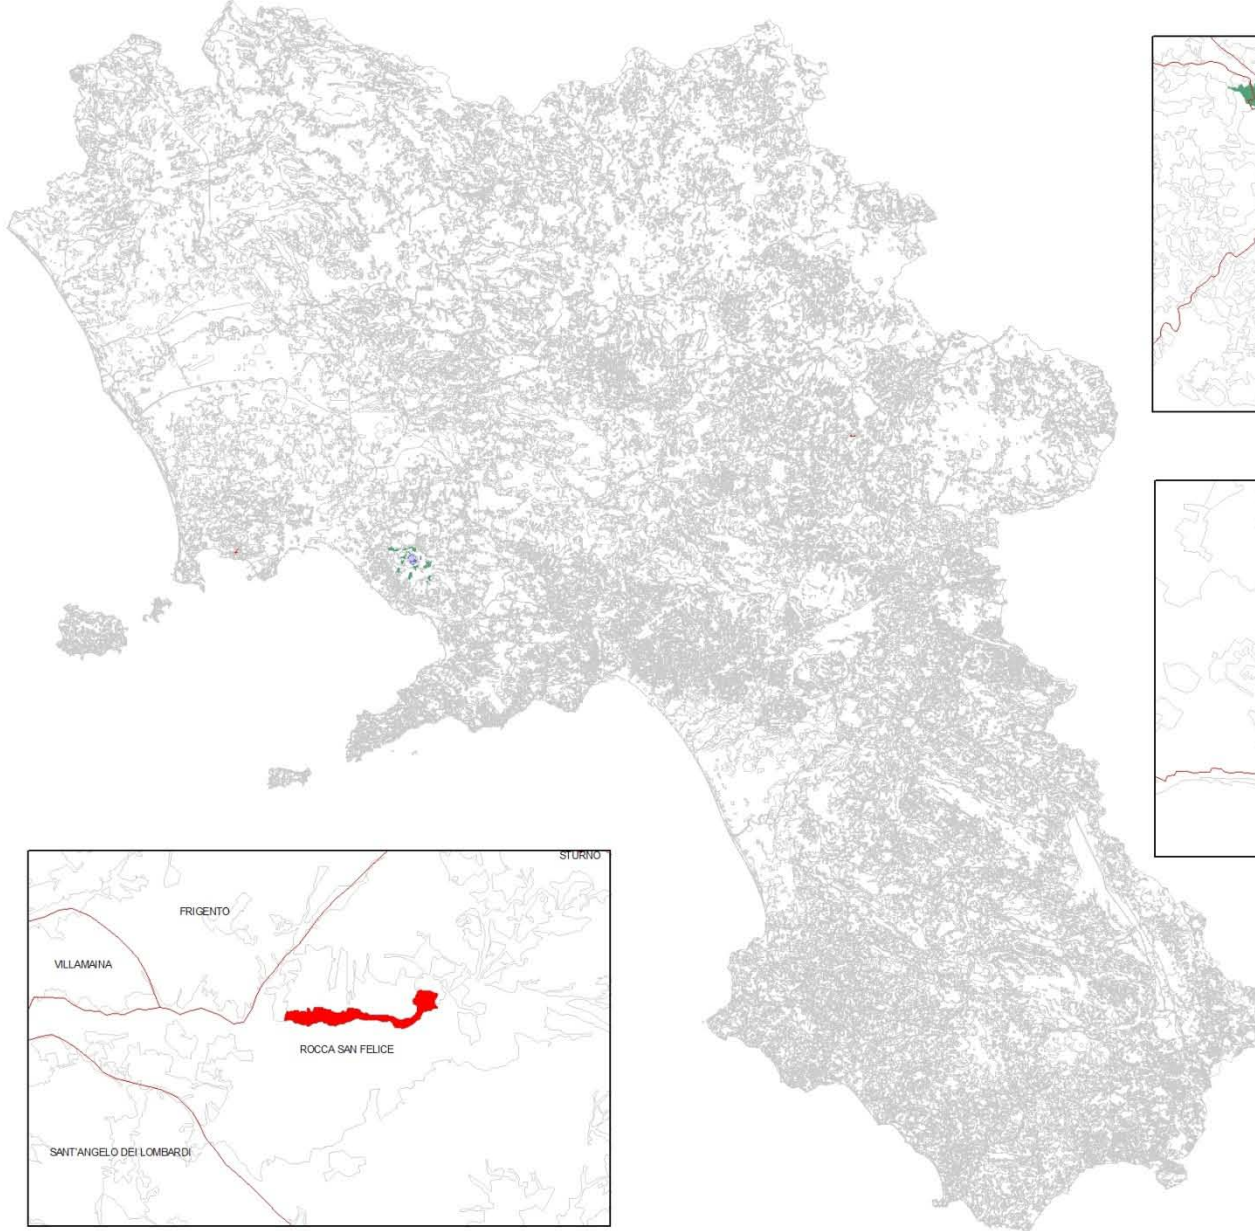 STURNO
FRIGENTO
VILLAMAINA
ROCCA SAN FELICE
SANT'ANGELO DEI LOMBARDI